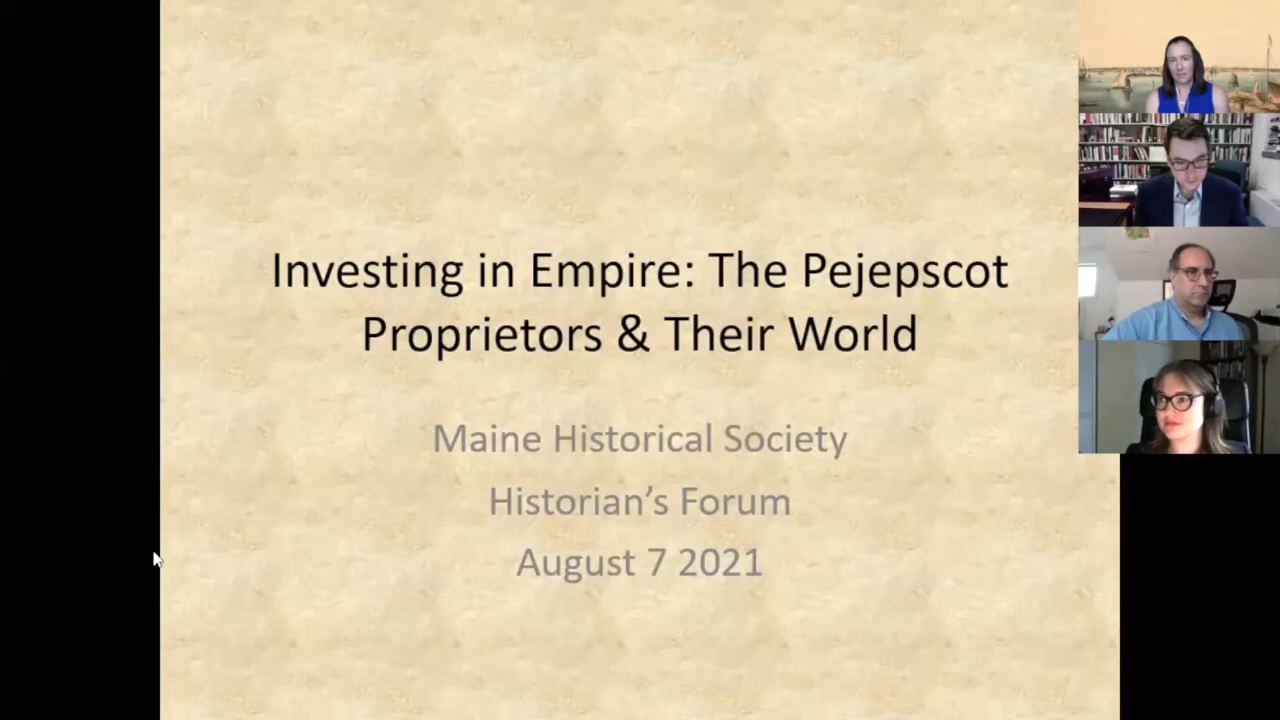 Investing in Empire: The Pejepscot
Proprietors & Their World
Maine Historical Society
Historian’s Forum
August 7 2021